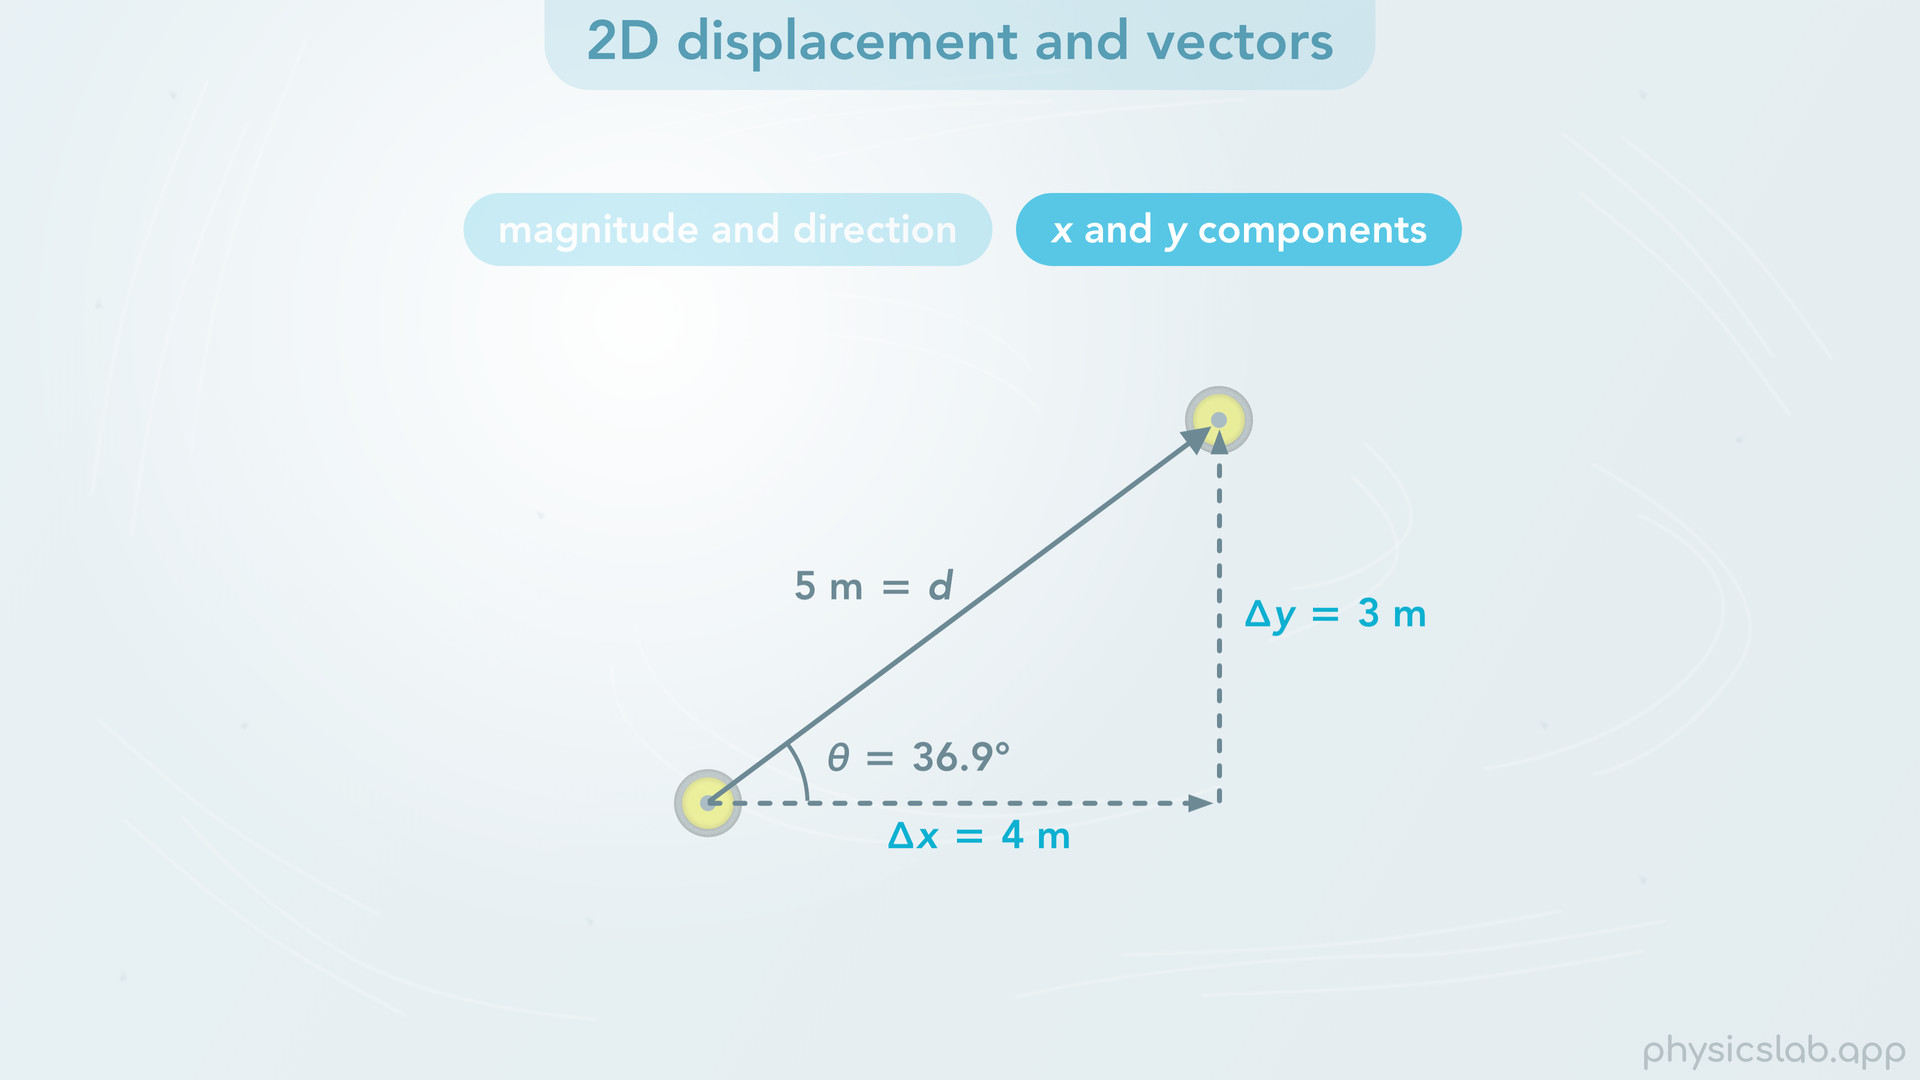 2D displacement and vectors
magnitude and direction
x and y components
5 m = d
Δy = 3 m
θ = 36.9°
Δx = 4 m
physicslab.app